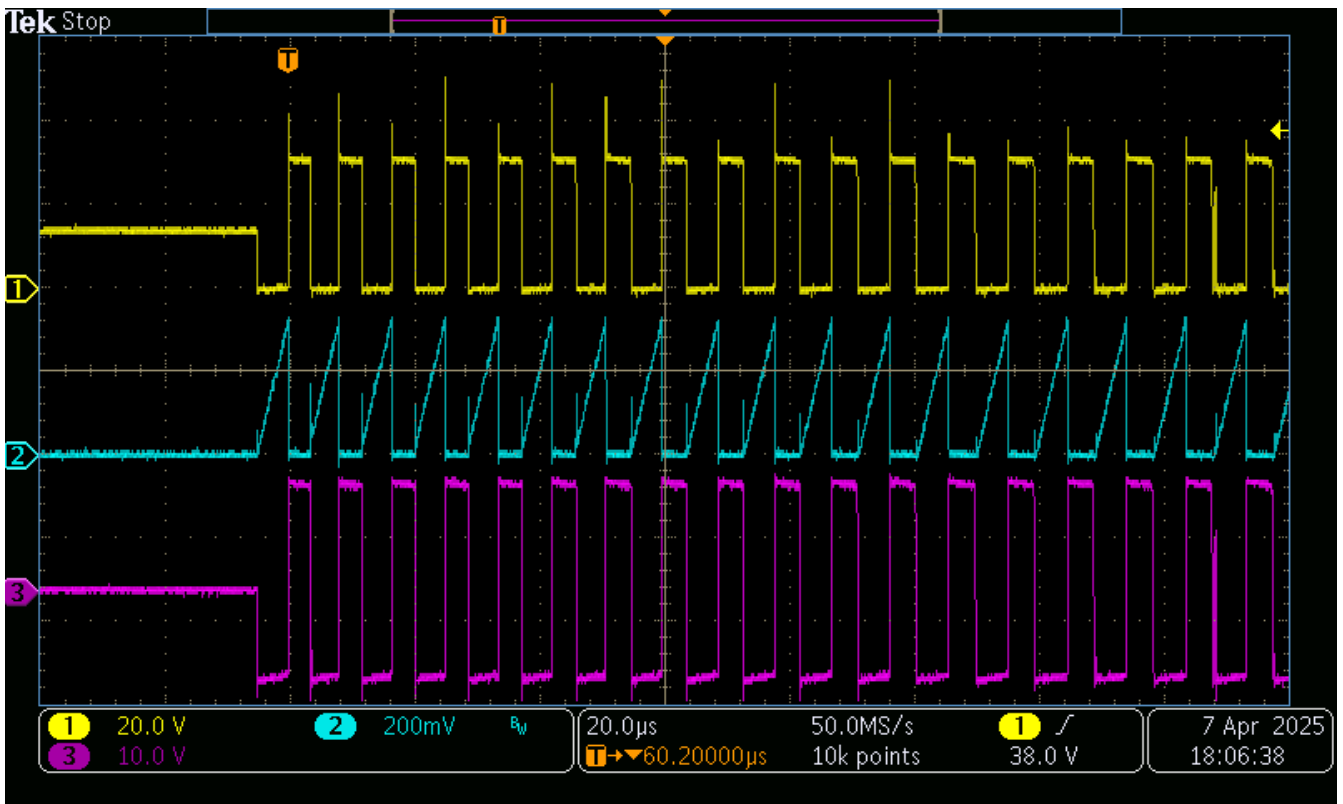 Tek Stop
T
T
1
2
3
1 20.0 V 2 200mV BW 20.0µs 50.0MS/s 1 7 Apr 2025
3 10.0 V T→▼60.20000µs 10k points 38.0 V 18:06:38